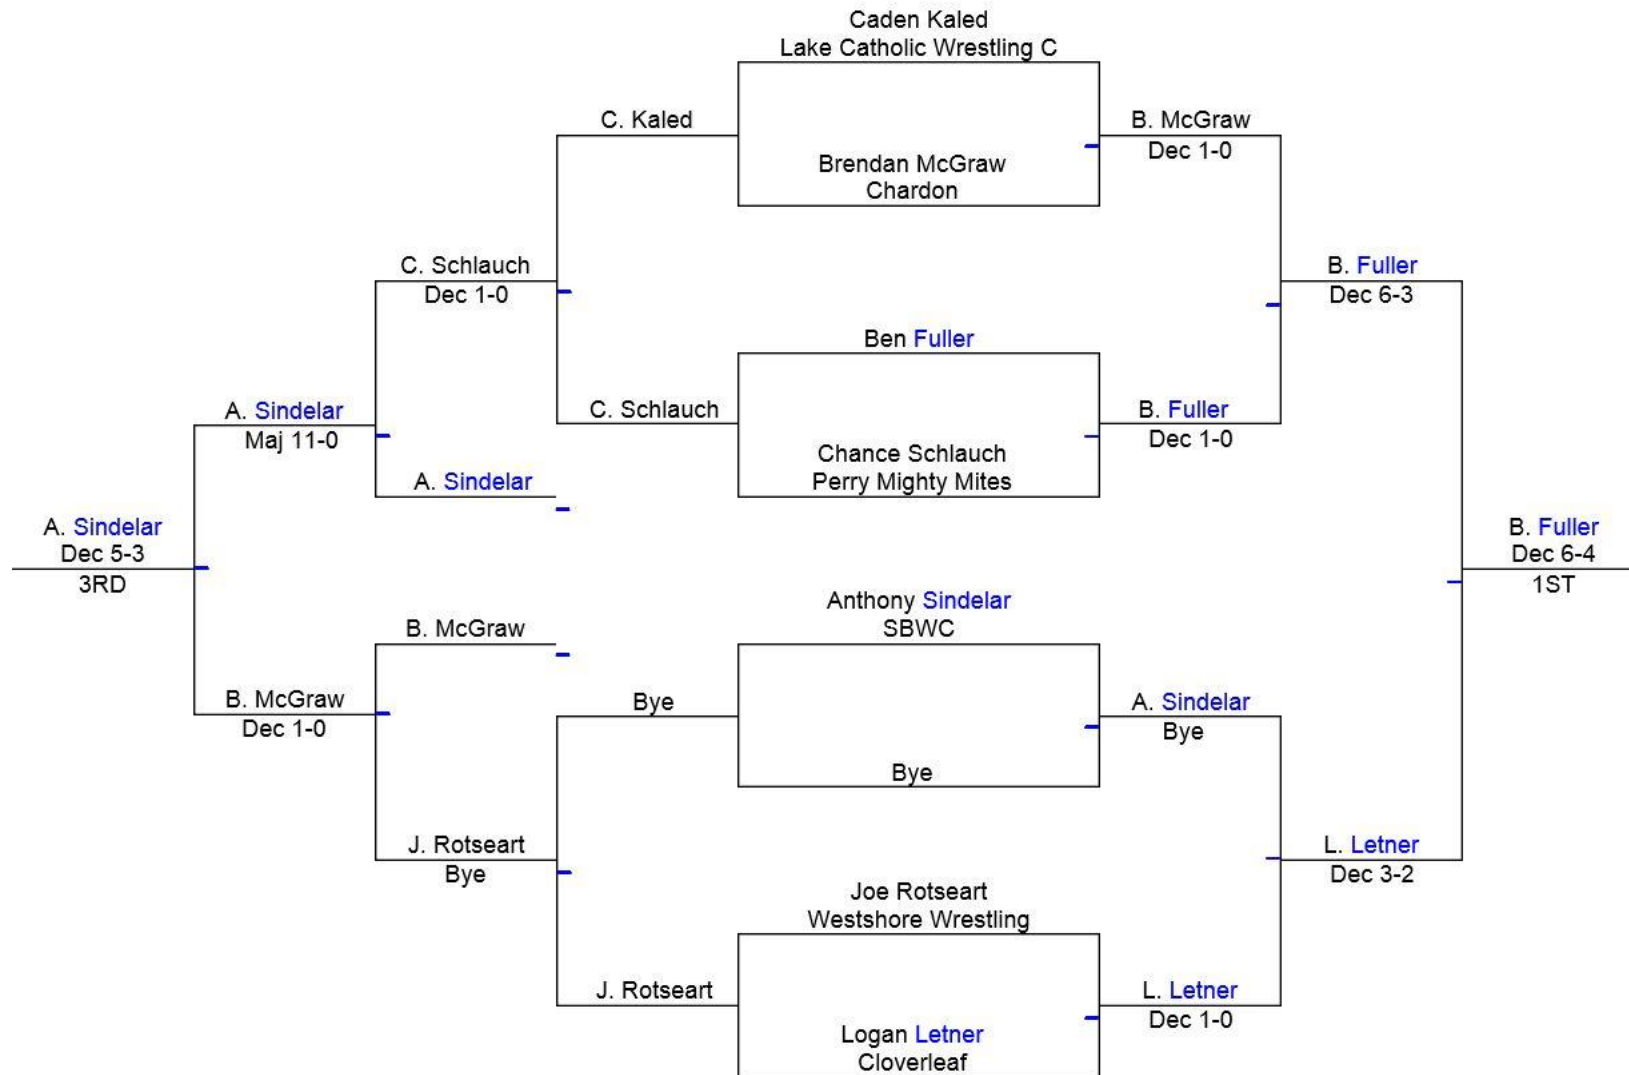 Caden Kaled
Lake Catholic Wrestling C
C. Kaled
B. McGraw
Dec 1-0
Brendan McGraw
Chardon
C. Schlauch
Dec 1-0
B. Fuller
Dec 6-3
Ben Fuller
A. Sindelar
Maj 11-0
C. Schlauch
B. Fuller
Dec 1-0
Chance Schlauch
Perry Mighty Mites
A. Sindelar
A. Sindelar
Dec 5-3
3RD
B. Fuller
Dec 6-4
1ST
Anthony Sindelar
SBWC
B. McGraw
B. McGraw
Dec 1-0
Bye
A. Sindelar
Bye
Bye
J. Rotseart
Bye
L. Letner
Dec 3-2
Joe Rotseart
Westshore Wrestling
J. Rotseart
L. Letner
Dec 1-0
Logan Letner
Cloverleaf